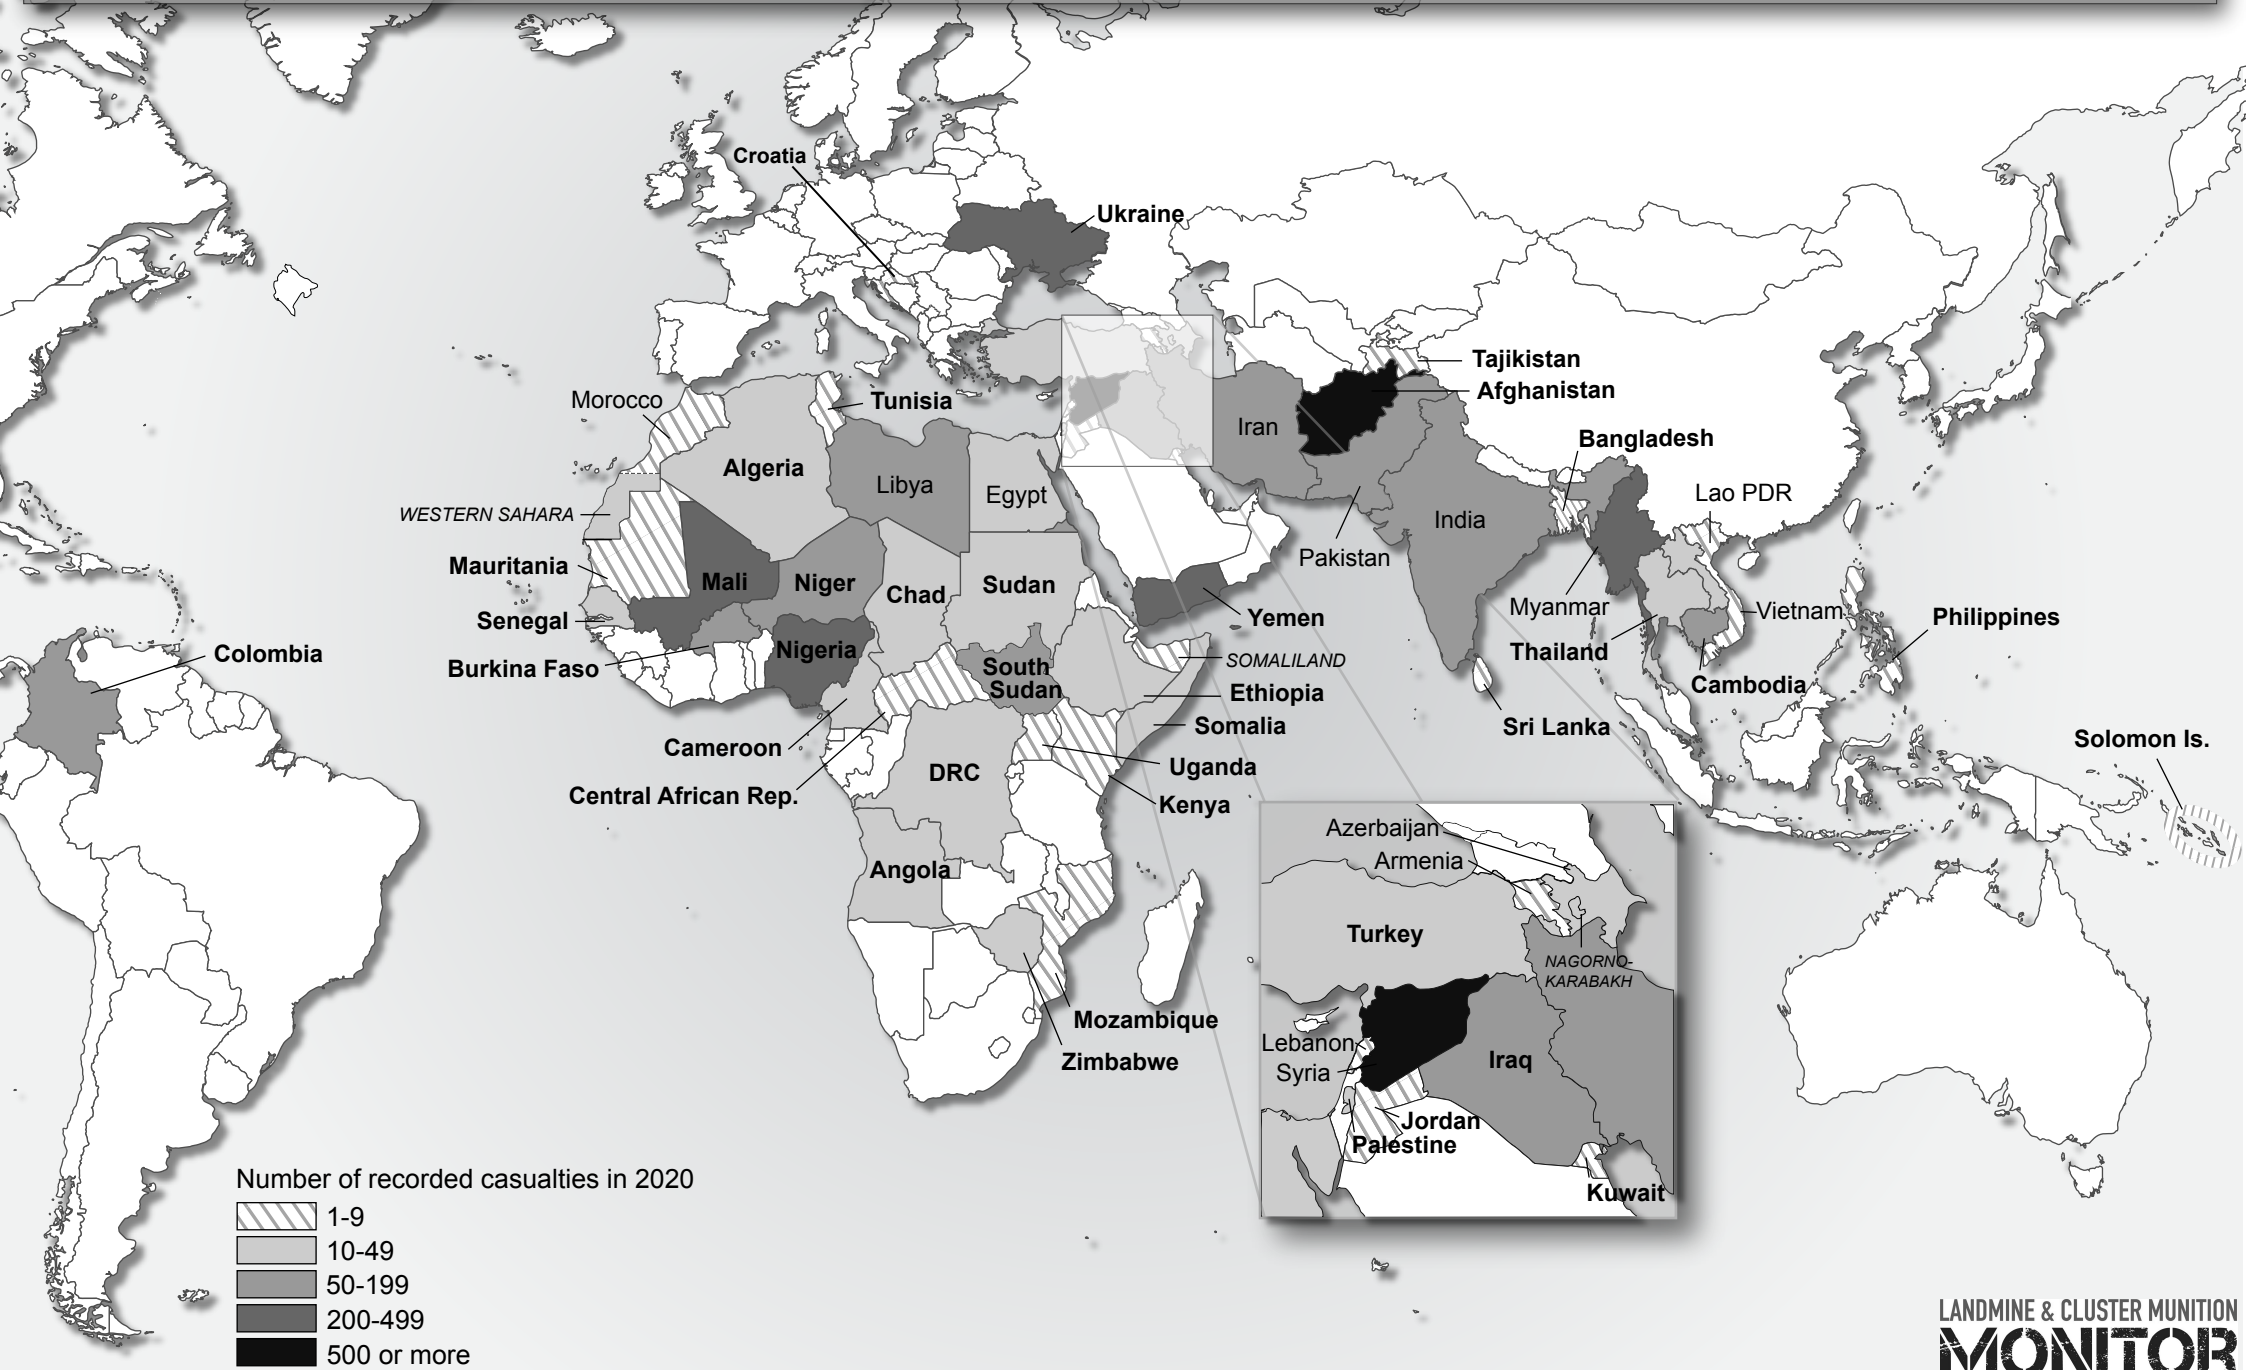 Croatia
Ukraine
Tajikistan
Afghanistan
Morocco
Tunisia
Iran
Bangladesh
Algeria
Libya
Egypt
Lao PDR
WESTERN SAHARA
India
Pakistan
Mauritania
Mali
Niger
Chad
Sudan
Myanmar
Vietnam
Senegal
Yemen
Philippines
Colombia
Burkina Faso
Nigeria
South
Sudan
SOMALILAND
Thailand
Ethiopia
Cambodia
Somalia
Sri Lanka
Cameroon
Solomon Is.
Uganda
DRC
Central African Rep.
Kenya
Azerbaijan
Armenia
Angola
Turkey
NAGORNO-
KARABAKH
Mozambique
Lebanon
Zimbabwe
Syria
Iraq
Jordan
Palestine
Kuwait
Number of recorded casualties in 2020
1-9
10-49
50-199
200-499
500 or more
LANDMINE & CLUSTER MUNITION
MONITOR